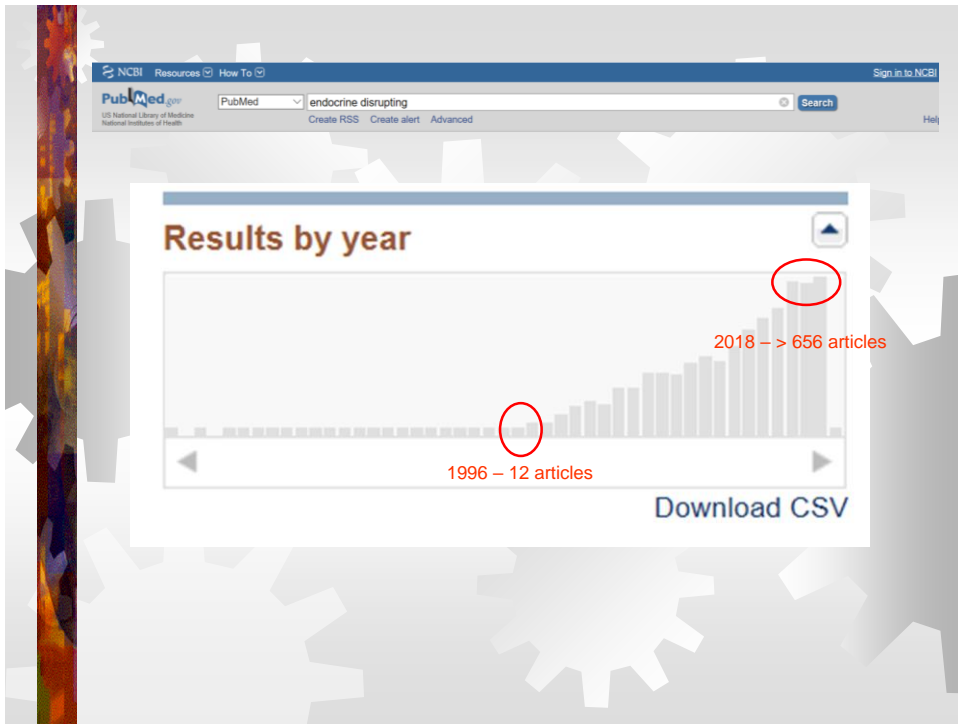 NCBI Resources How To Sign in to NCBI
PubMed.gov
US National Library of Medicine
National Institutes of Health
PubMed
endocrine disrupting
Search
Create RSS Create alert Advanced
Results by year
2018 – > 656 articles
1996 – 12 articles
Download CSV